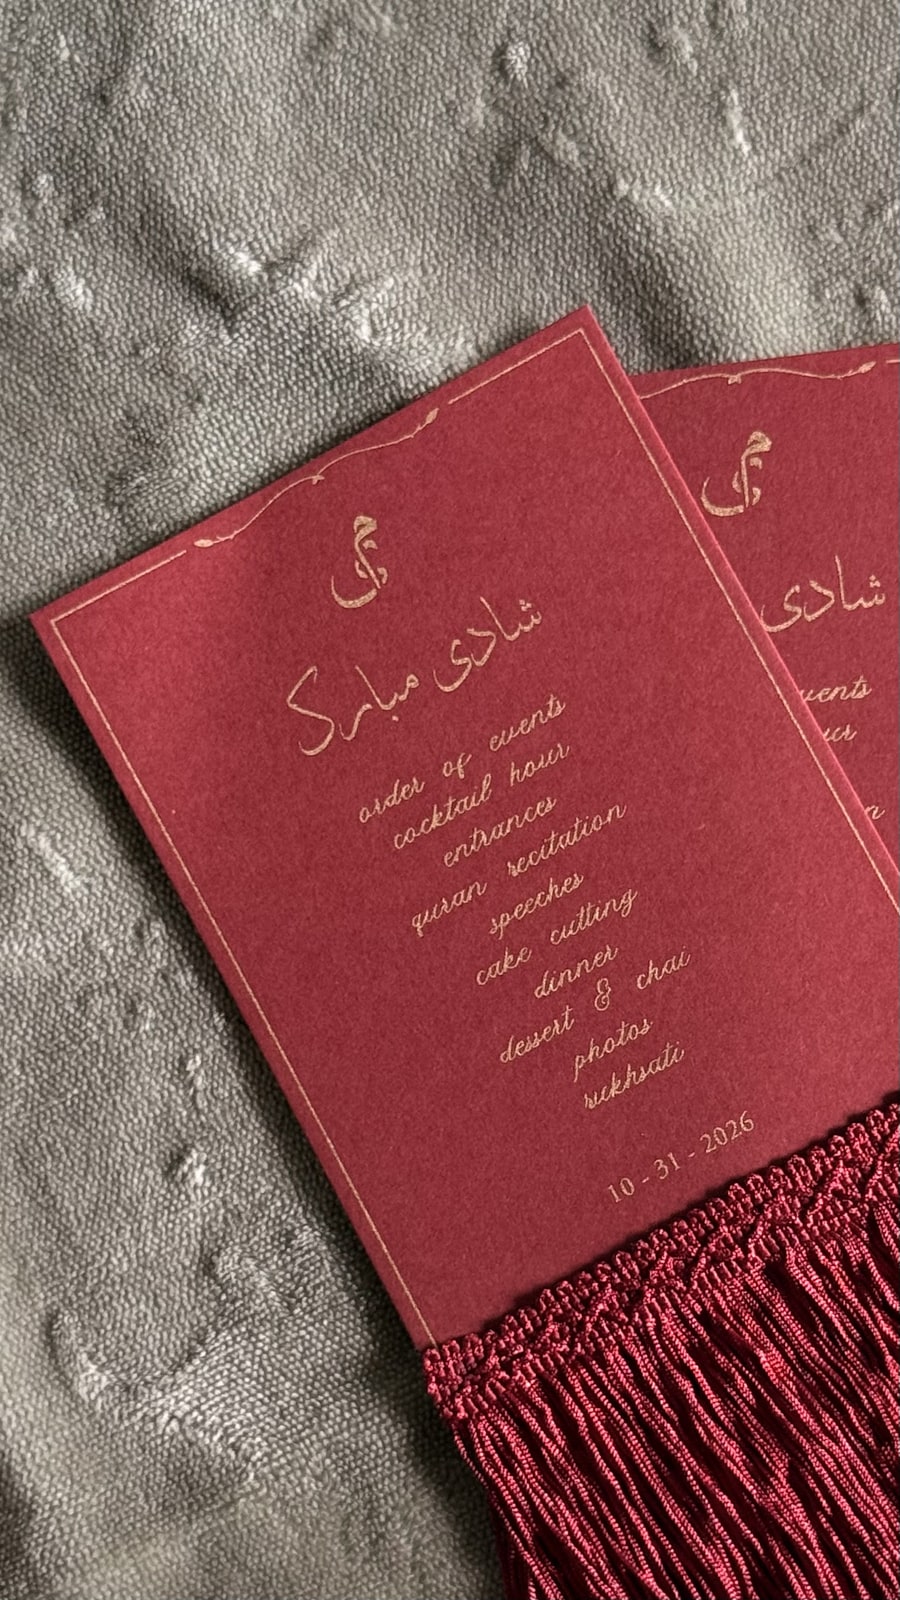 شادی مبارک
order of events
cocktail hour
entrances
quran recitation
speeches
cake cutting
dinner
dessert & chai
photos
rukhsati
10 - 31 - 2026
شادی